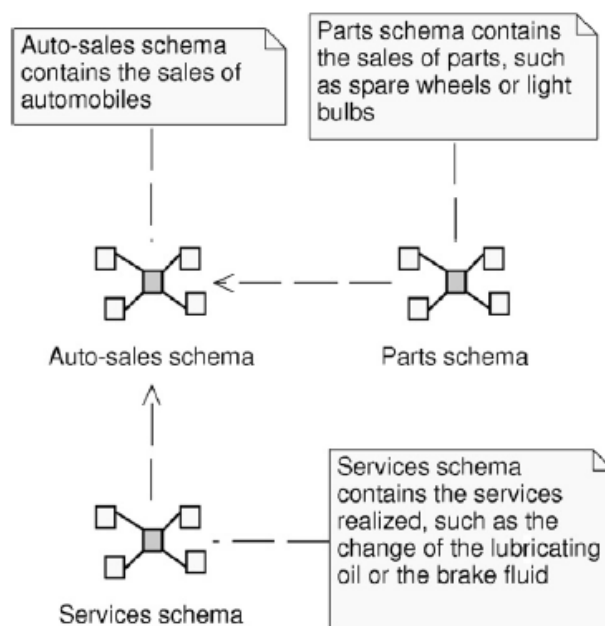 Auto-sales schema
contains the sales of
automobiles
Parts schema contains
the sales of parts, such
as spare wheels or light
bulbs
Auto-sales schema
Parts schema
Services schema
contains the services
realized, such as the
change of the lubricating
oil or the brake fluid
Services schema